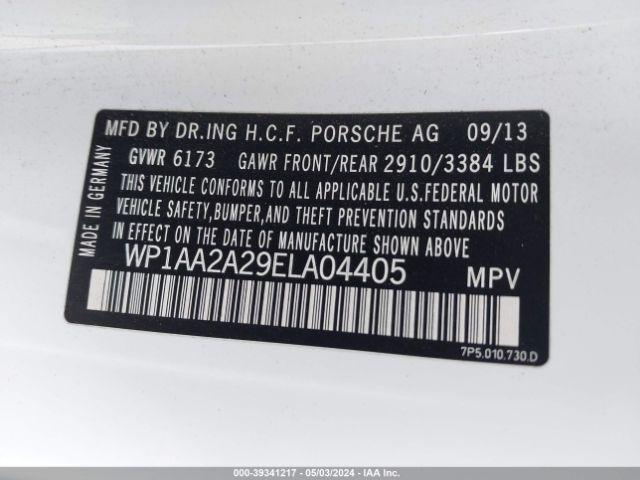 MFD BY DR.ING H.C.F. PORSCHE AG 09/13
GVWR 6173 GAWR FRONT/REAR 2910/3384 LBS
THIS VEHICLE CONFORMS TO ALL APPLICABLE U.S.FEDERAL MOTOR
VEHICLE SAFETY,BUMPER,AND THEFT PREVENTION STANDARDS
IN EFFECT ON THE DATE OF MANUFACTURE SHOWN ABOVE
MADE IN GERMANY
WP1AA2A29ELA04405 MPV
7P5.010.730.D
000-39341217 - 05/03/2024 - IAAI.com